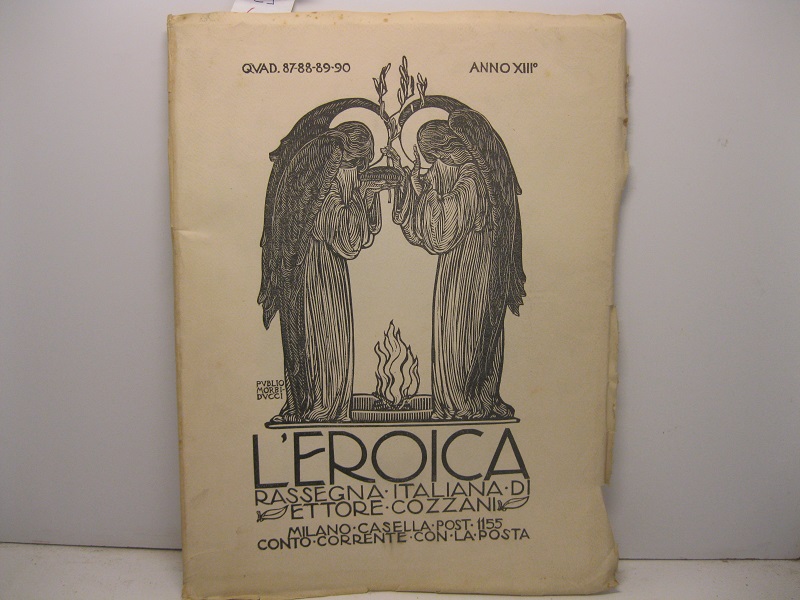 QVAD. 87-88-89-90 ANNO XIIIº
PVBLIO
MORBI-
DVCCI
L'EROICA
RASSEGNA·ITALIANA·DI
ETTORE·COZZANI
MILANO·CASELLA·POST·1155
CONTO·CORRENTE·CON·LA·POSTA